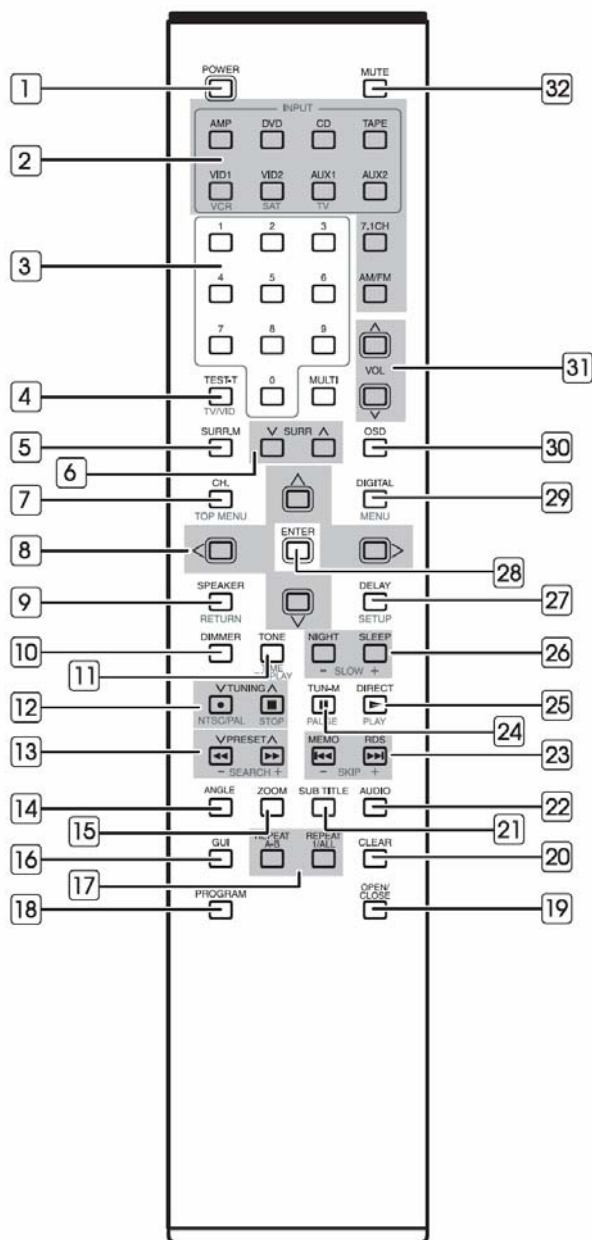 POWER MUTE
1 32
INPUT
AMP DVD CD TAPE
2
VID1 VID2 AUX1 AUX2
VCR SAT TV
1 2 3 7.1CH
3
4 5 6 AM/FM
7 8 9
VOL 31
TEST-T 0 MULTI
4
TV/VID
SURR.M SURR OSD
5 30
6
CH. DIGITAL
7 29
TOP MENU MENU
ENTER
8
28
SPEAKER DELAY
9 27
RETURN SETUP
DIMMER TONE NIGHT SLEEP
10 26
11 - SLOW +
TUNING TUN-M DIRECT
12 25
NTSC/PAL STOP PAUSE PLAY
24
PRESET MEMO RDS
13 23
- SEARCH + - SKIP +
ANGLE ZOOM SUB TITLE AUDIO
14 22
15 21
GUI REPEAT A-B REPEAT 1/ALL CLEAR
16 20
17
PROGRAM OPEN/
CLOSE
18 19